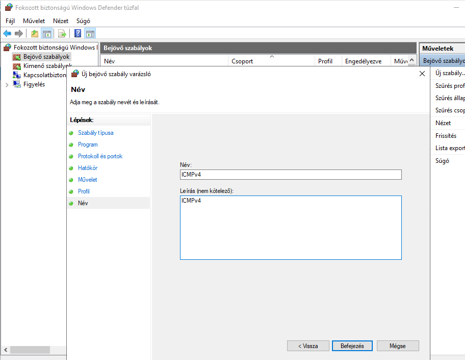 Fokozott biztonságú Windows Defender tűzfal
Fájl Művelet Nézet Súgó
Fokozott biztonságú Windows
Bejövő szabályok
Kimenő szabályok
Kapcsolatbizton
Figyelés
Bejövő szabályok
Név Csoport Profil Engedélyezve Műv
Műveletek
Bejövő szabályo
Új szabály...
Szűrés prof
Szűrés álla
Szűrés csop
Nézet
Frissítés
Lista export
Súgó
Új bejövő szabály varázsló
Név
Adja meg a szabály nevét és leírását.
Lépések:
Szabály típusa
Program
Protokoll és portok
Hatókör
Művelet
Profil
Név
Név:
ICMPv4
Leírás (nem kötelező):
ICMPv4
< Vissza Befejezés Mégse